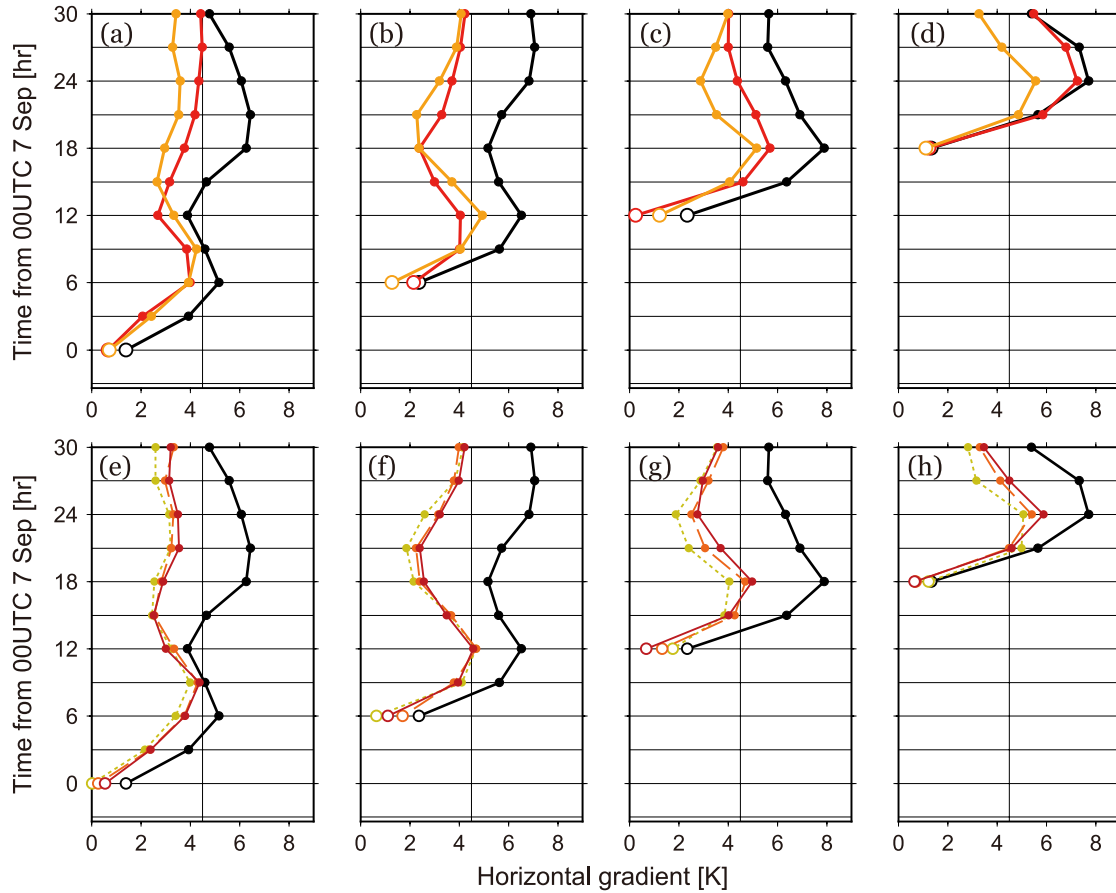 30 (a) (b) (c) (d)
24
18
12
6
0
Time from 00UTC 7 Sep [hr]
0 2 4 6 8 0 2 4 6 8 0 2 4 6 8 0 2 4 6 8
30 (e) (f) (g) (h)
24
18
12
6
0
Time from 00UTC 7 Sep [hr]
0 2 4 6 8 0 2 4 6 8 0 2 4 6 8 0 2 4 6 8
Horizontal gradient [K]